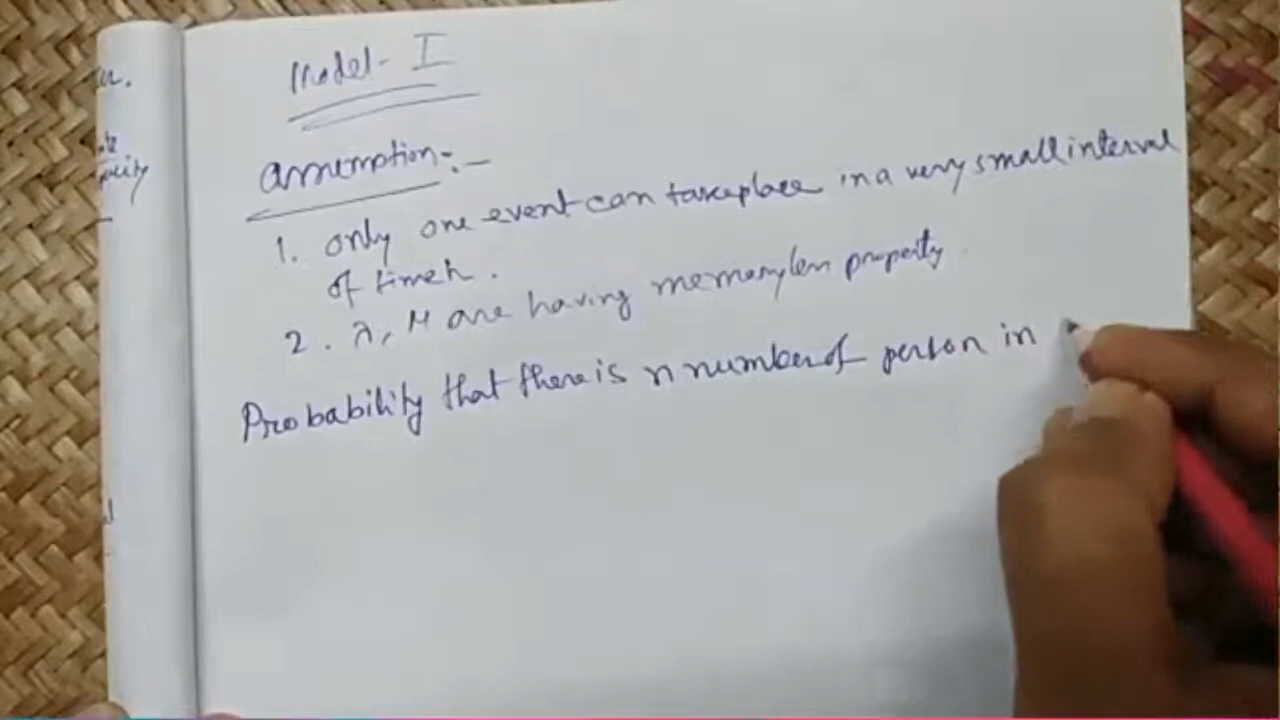 Model - I
Assumption:-
1. only one event can take place in a very small interval
of time h.
2. λ, μ are having memoryless property.
Probability that there is n number of person in